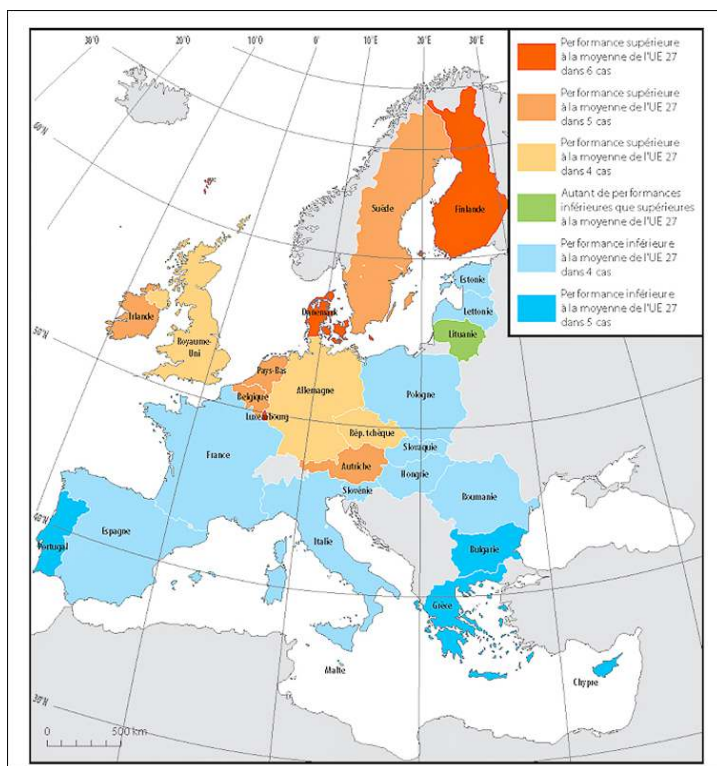 30°O
20°O
10°O
0°
10°E
20°E
30°E
Performance supérieure
à la moyenne de l'UE 27
dans 6 cas
Performance supérieure
à la moyenne de l'UE 27
dans 5 cas
Performance supérieure
à la moyenne de l'UE 27
dans 4 cas
Autant de performances
inférieures que supérieures
à la moyenne de l'UE 27
Performance inférieure
à la moyenne de l'UE 27
dans 4 cas
Performance inférieure
à la moyenne de l'UE 27
dans 5 cas
60°N
Suède
Finlande
Estonie
Lettonie
Danemark
Lituanie
Irlande
Royaume-
Uni
50°N
Pays-Bas
Belgique
Allemagne
Pologne
Luxembourg
Rép. tchèque
Slovaquie
France
Autriche
Hongrie
Slovénie
Roumanie
40°N
Espagne
Portugal
Italie
Bulgarie
Grèce
Malte
Chypre
30°N
0
500 km